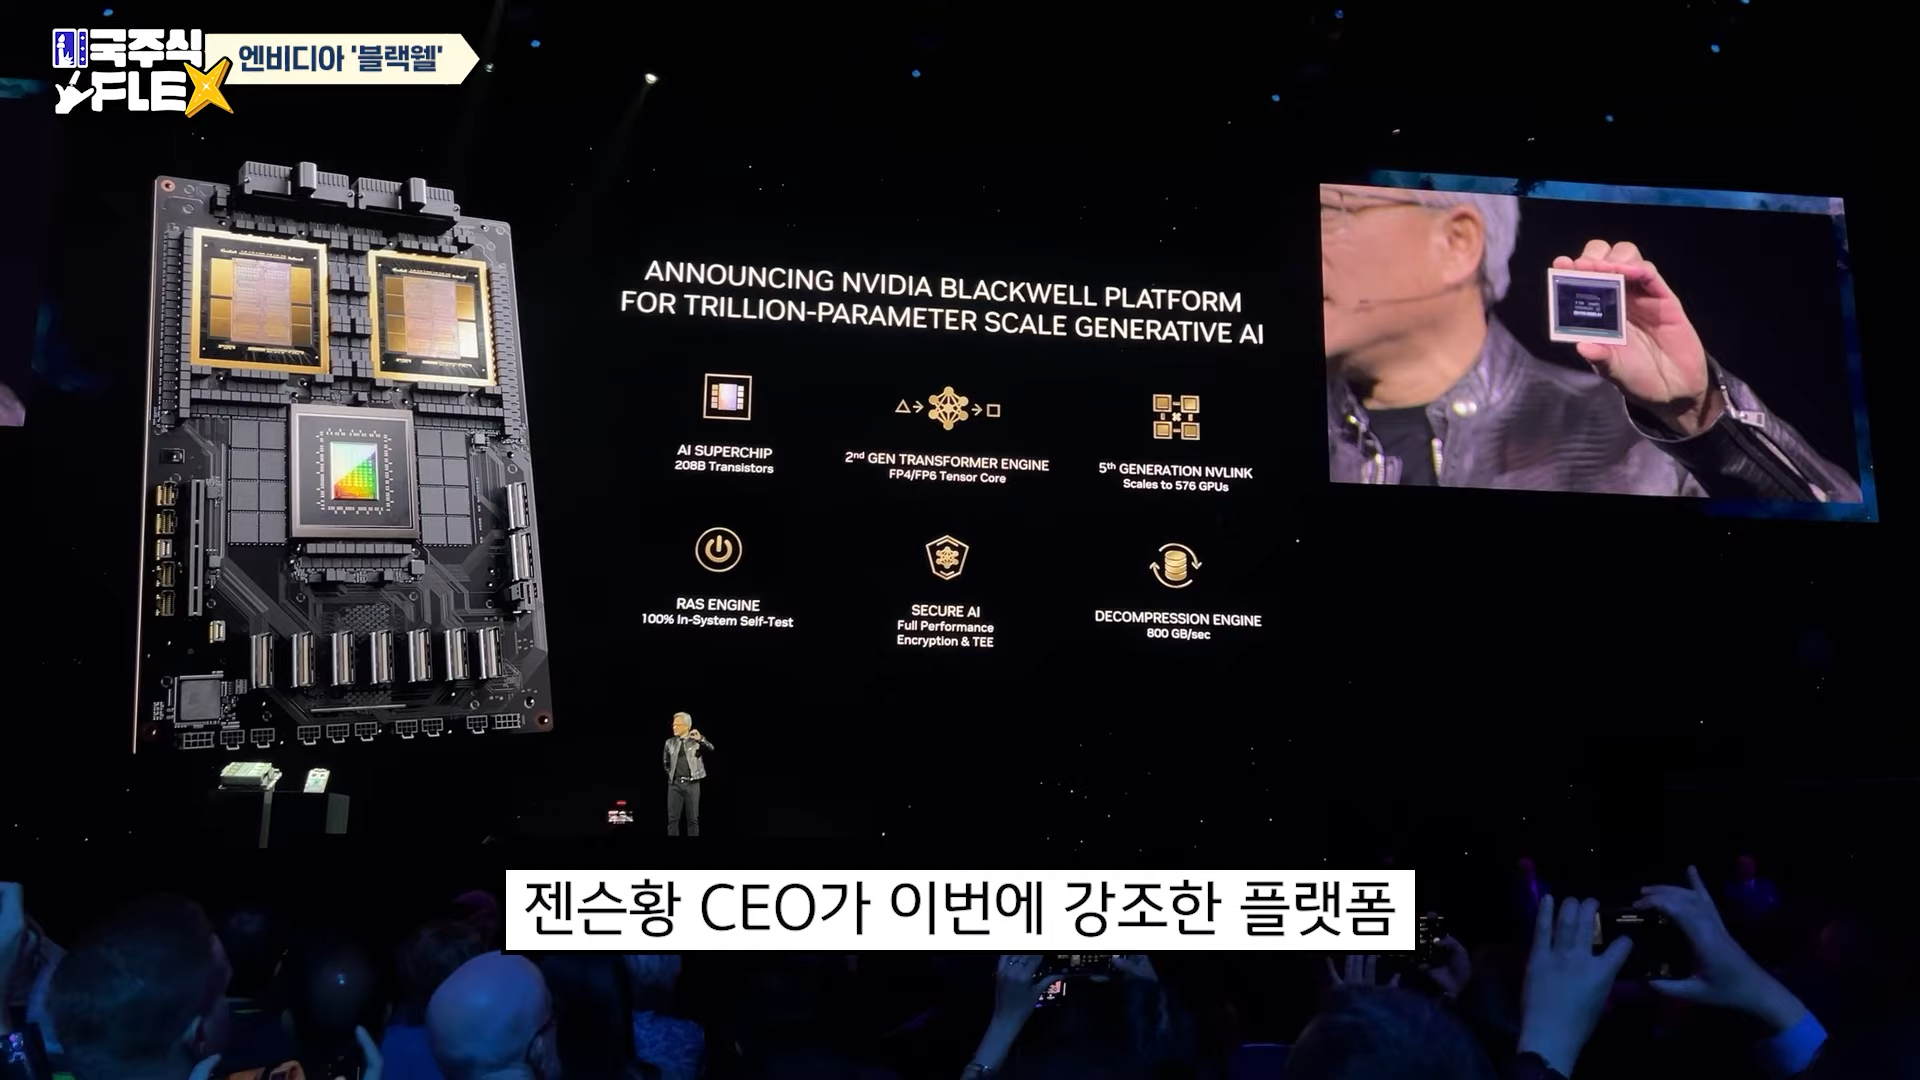 미국주식
FLEX
엔비디아 '블랙웰'
ANNOUNCING NVIDIA BLACKWELL PLATFORM
FOR TRILLION-PARAMETER SCALE GENERATIVE AI
AI SUPERCHIP
208B Transistors
2nd GEN TRANSFORMER ENGINE
FP4/FP6 Tensor Core
5th GENERATION NVLINK
Scales to 576 GPUs
RAS ENGINE
100% In-System Self-Test
SECURE AI
Full Performance
Encryption & TEE
DECOMPRESSION ENGINE
800 GB/sec
젠슨황 CEO가 이번에 강조한 플랫폼